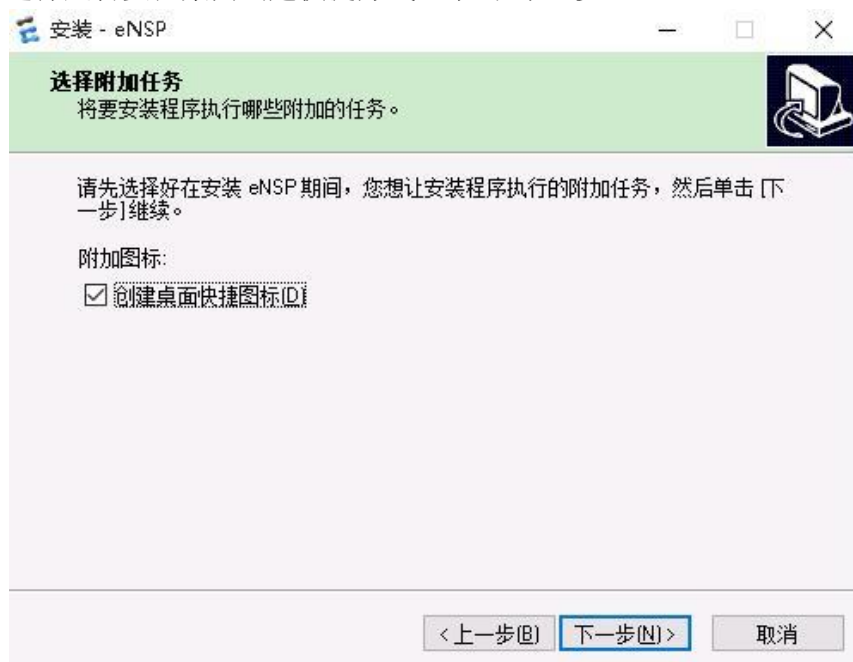 安装 - eNSP
选择附加任务
将要安装程序执行哪些附加的任务。
请先选择好在安装 eNSP 期间，您想让安装程序执行的附加任务，然后单击 [下
一步]继续。
附加图标:
创建桌面快捷图标(D)
<上一步(B) 下一步(N)> 取消